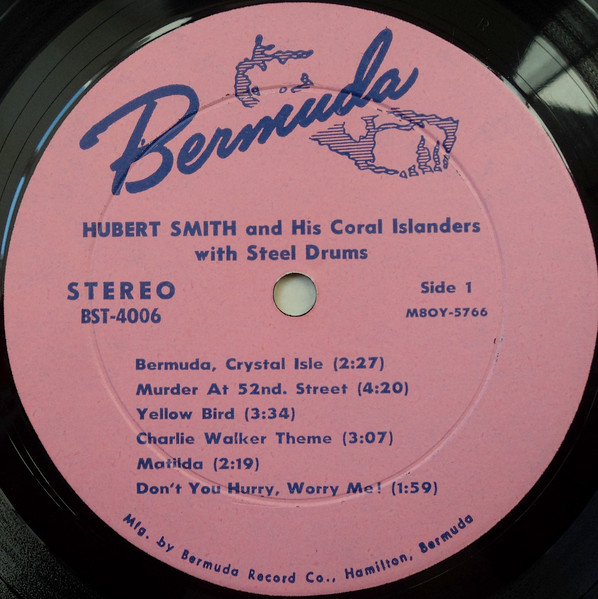 Bermuda
HUBERT SMITH and His Coral Islanders
with Steel Drums
STEREO
BST-4006
Side 1
M8OY-5766
Bermuda, Crystal Isle (2:27)
Murder At 52nd. Street (4:20)
Yellow Bird (3:34)
Charlie Walker Theme (3:07)
Matilda (2:19)
Don't You Hurry, Worry Me! (1:59)
Mfg. by Bermuda Record Co., Hamilton, Bermuda